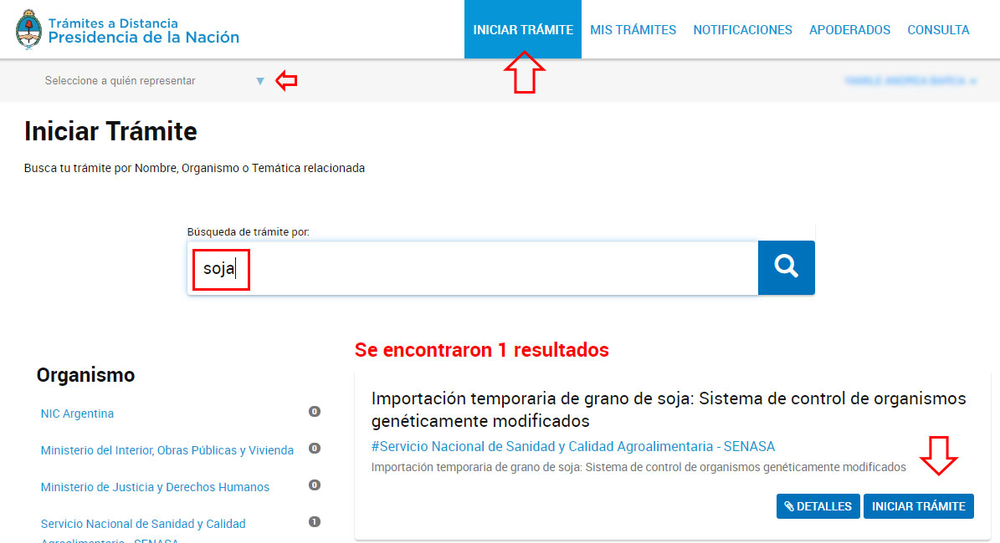 Trámites a Distancia
Presidencia de la Nación
INICIAR TRÁMITE
MIS TRÁMITES
NOTIFICACIONES
APODERADOS
CONSULTA
Seleccione a quién representar
Iniciar Trámite
Busca tu trámite por Nombre, Organismo o Temática relacionada
Búsqueda de trámite por:
soja
Se encontraron 1 resultados
Organismo
NIC Argentina 0
Ministerio del Interior, Obras Públicas y Vivienda 0
Ministerio de Justicia y Derechos Humanos 0
Servicio Nacional de Sanidad y Calidad 1
Agroalimentaria - SENASA
Importación temporaria de grano de soja: Sistema de control de organismos
genéticamente modificados
#Servicio Nacional de Sanidad y Calidad Agroalimentaria - SENASA
Importación temporaria de grano de soja: Sistema de control de organismos genéticamente modificados
DETALLES
INICIAR TRÁMITE